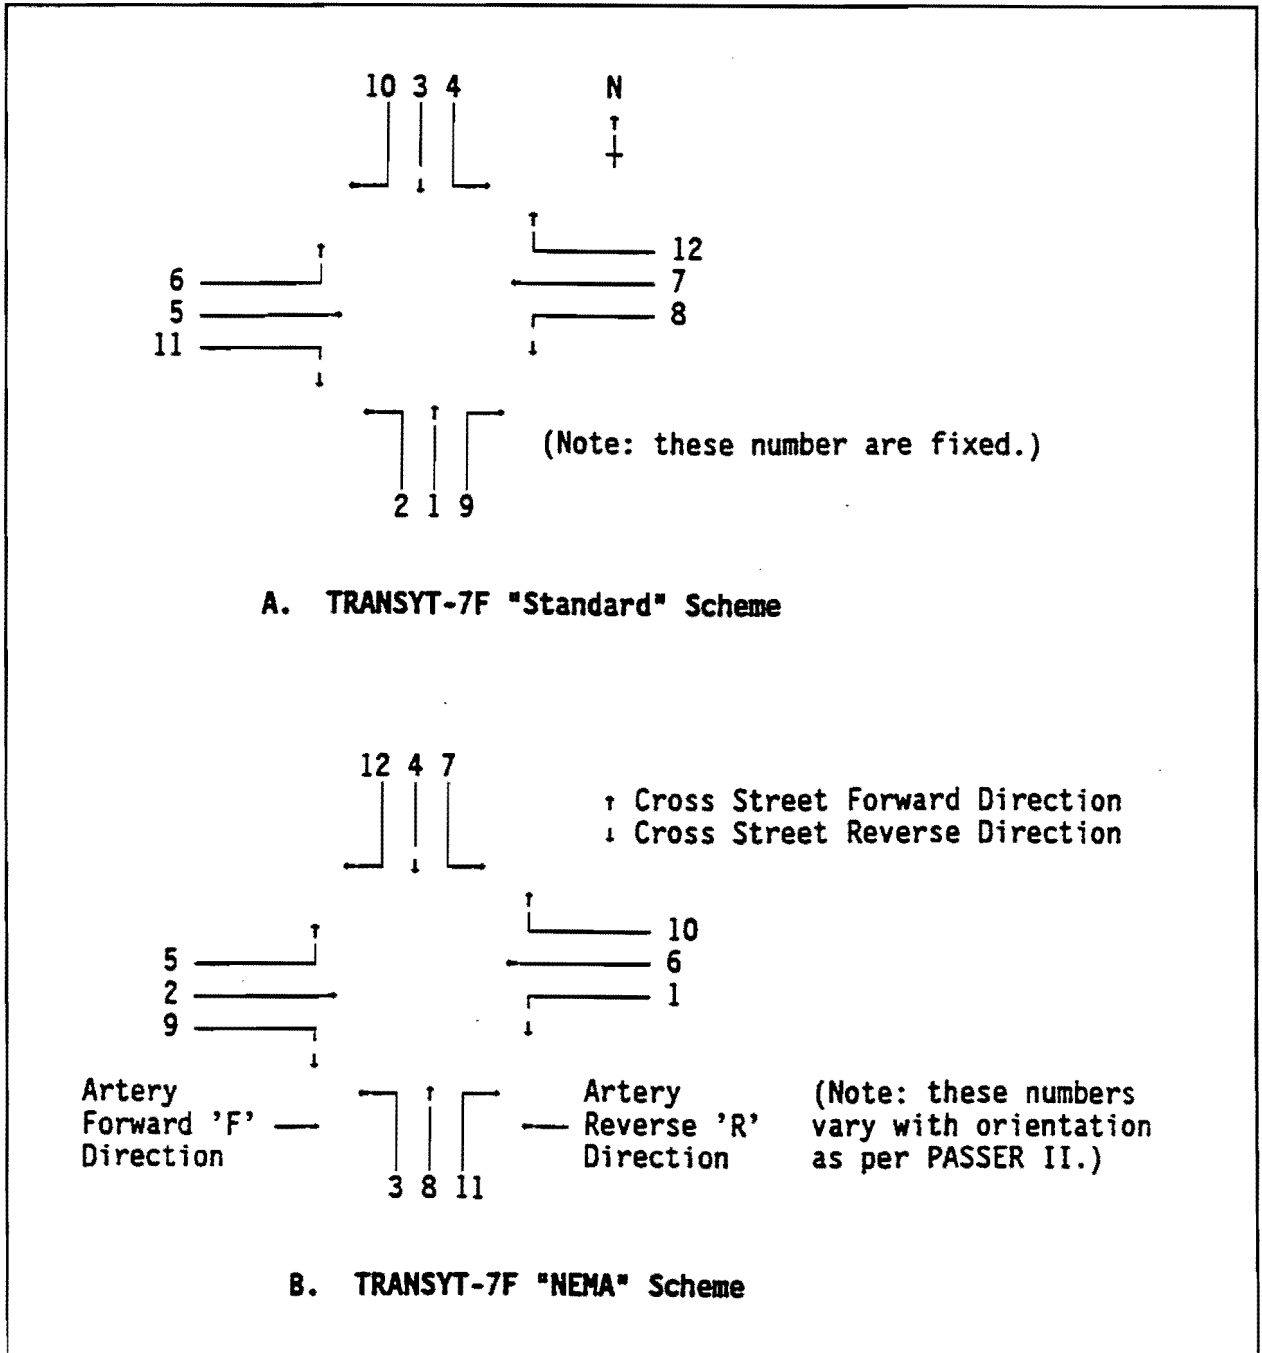 10 3 4
N
12
6
7
5
8
11
(Note: these number are fixed.)
2 1 9
A. TRANSYT-7F "Standard" Scheme
12 4 7
↑ Cross Street Forward Direction
↓ Cross Street Reverse Direction
10
5
6
2
1
9
Artery
Forward 'F'
Direction
Artery
Reverse 'R'
Direction
(Note: these numbers
vary with orientation
as per PASSER II.)
3 8 11
B. TRANSYT-7F "NEMA" Scheme